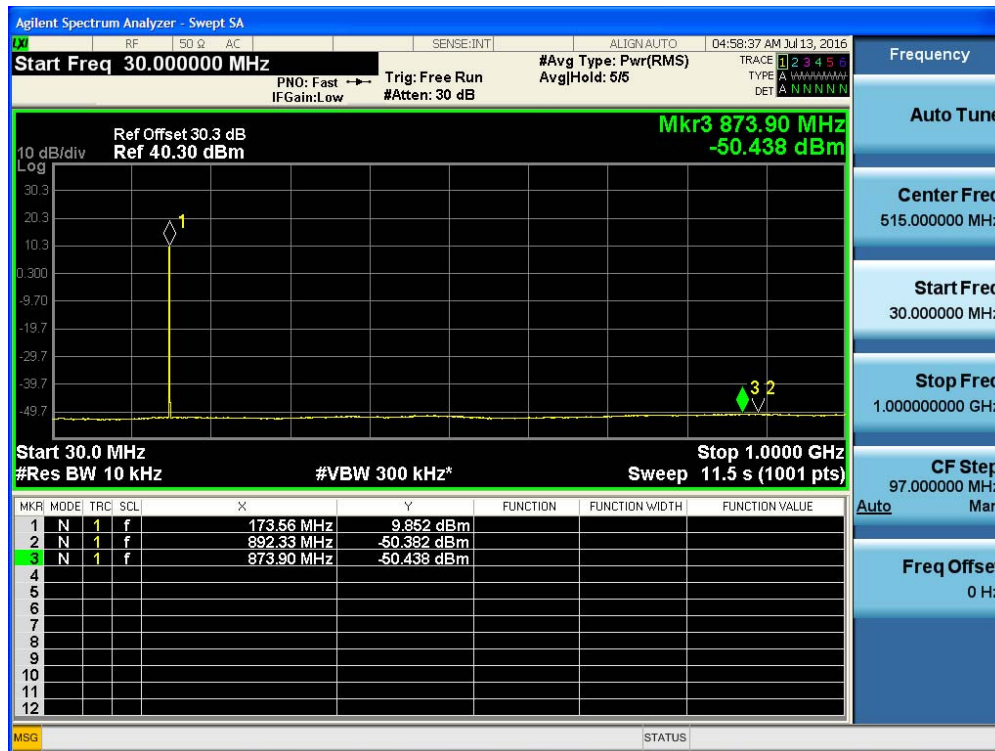 Agilent Spectrum Analyzer - Swept SA
LXI RF 50 Ω AC SENSE:INT ALIGN AUTO 04:58:37 AM Jul 13, 2016
Start Freq 30.000000 MHz
PNO: Fast
IFGain:Low
Trig: Free Run
#Atten: 30 dB
#Avg Type: Pwr(RMS)
Avg|Hold: 5/5
TRACE 1 2 3 4 5 6
TYPE A WWWWW
DET A N N N N N
Ref Offset 30.3 dB
Ref 40.30 dBm
10 dB/div
Log
Mkr3 873.90 MHz
-50.438 dBm
30.3
20.3
10.3
0.300
-9.70
-19.7
-29.7
-39.7
-49.7
1
3 2
Start 30.0 MHz Stop 1.0000 GHz
#Res BW 10 kHz #VBW 300 kHz* Sweep 11.5 s (1001 pts)
MKR MODE TRC SCL X Y FUNCTION FUNCTION WIDTH FUNCTION VALUE
1 N 1 f 173.56 MHz 9.852 dBm
2 N 1 f 892.33 MHz -50.382 dBm
3 N 1 f 873.90 MHz -50.438 dBm
4
5
6
7
8
9
10
11
12
MSG STATUS
Frequency
Auto Tune
Center Freq
515.000000 MHz
Start Freq
30.000000 MHz
Stop Freq
1.000000000 GHz
CF Step
97.000000 MHz
Auto Man
Freq Offset
0 Hz